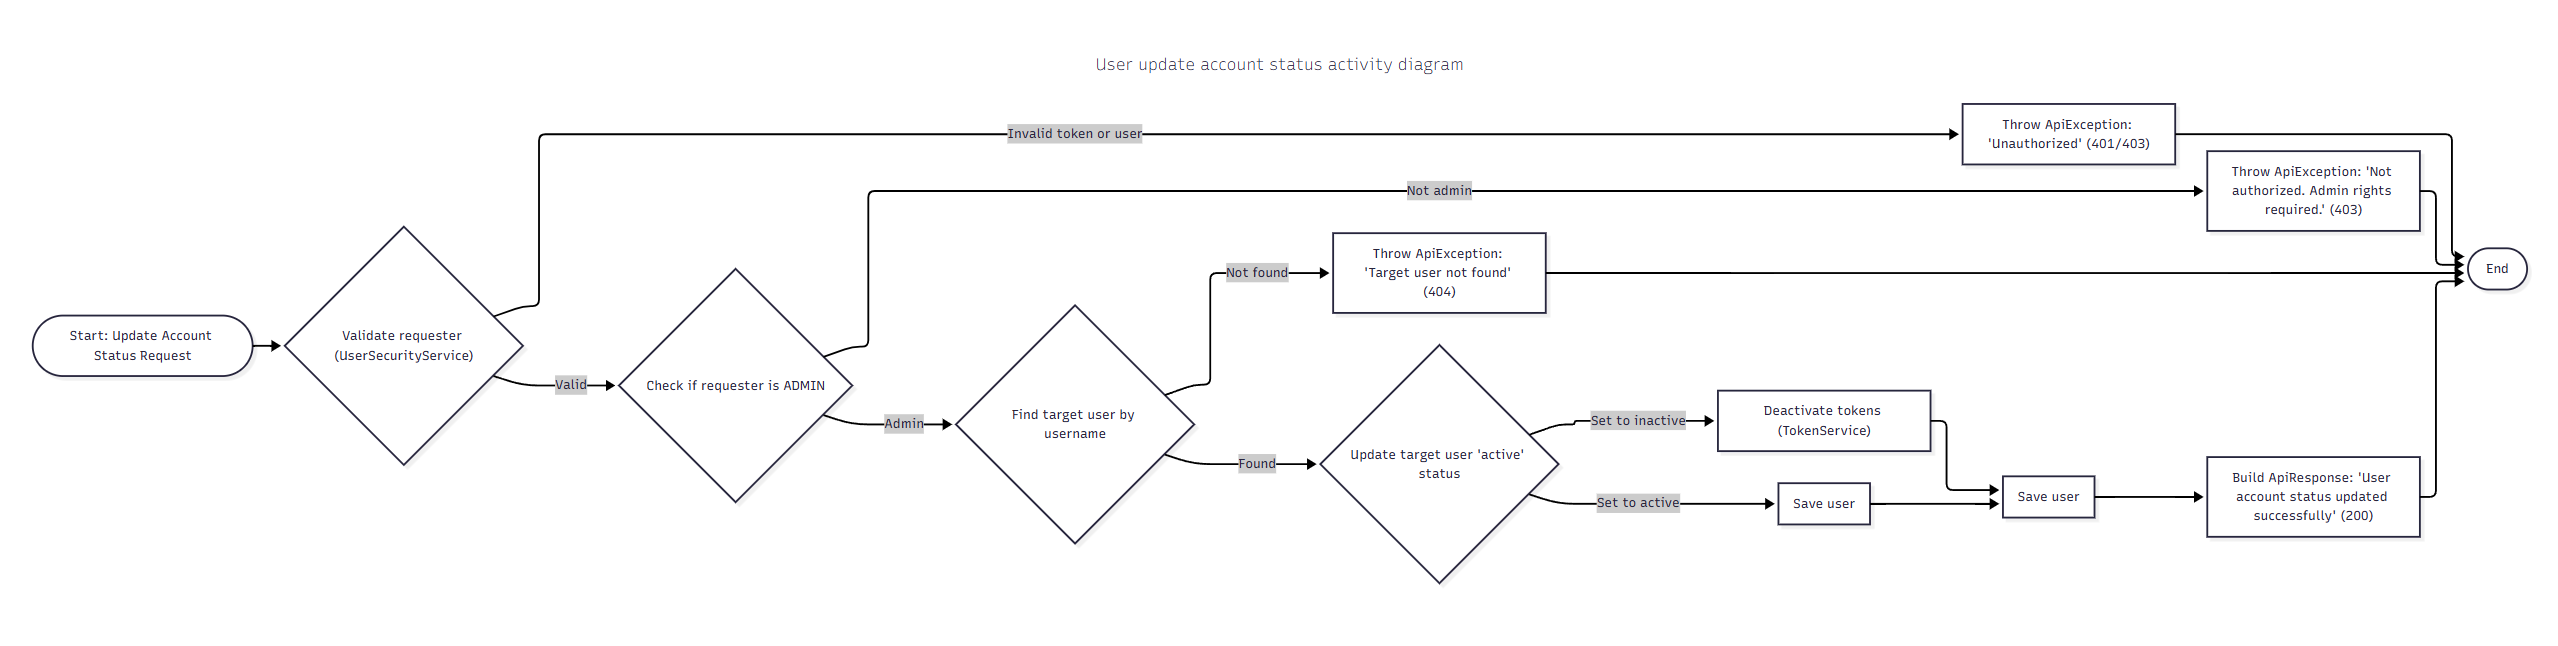 User update account status activity diagram
Invalid token or user
Throw ApiException:
'Unauthorized' (401/403)
Not admin
Throw ApiException: 'Not
authorized. Admin rights
required.' (403)
Not found
Throw ApiException:
'Target user not found'
(404)
End
Start: Update Account
Status Request
Validate requester
(UserSecurityService)
Valid
Check if requester is ADMIN
Admin
Find target user by
username
Found
Update target user 'active'
status
Set to inactive
Deactivate tokens
(TokenService)
Set to active
Save user
Save user
Build ApiResponse: 'User
account status updated
successfully' (200)